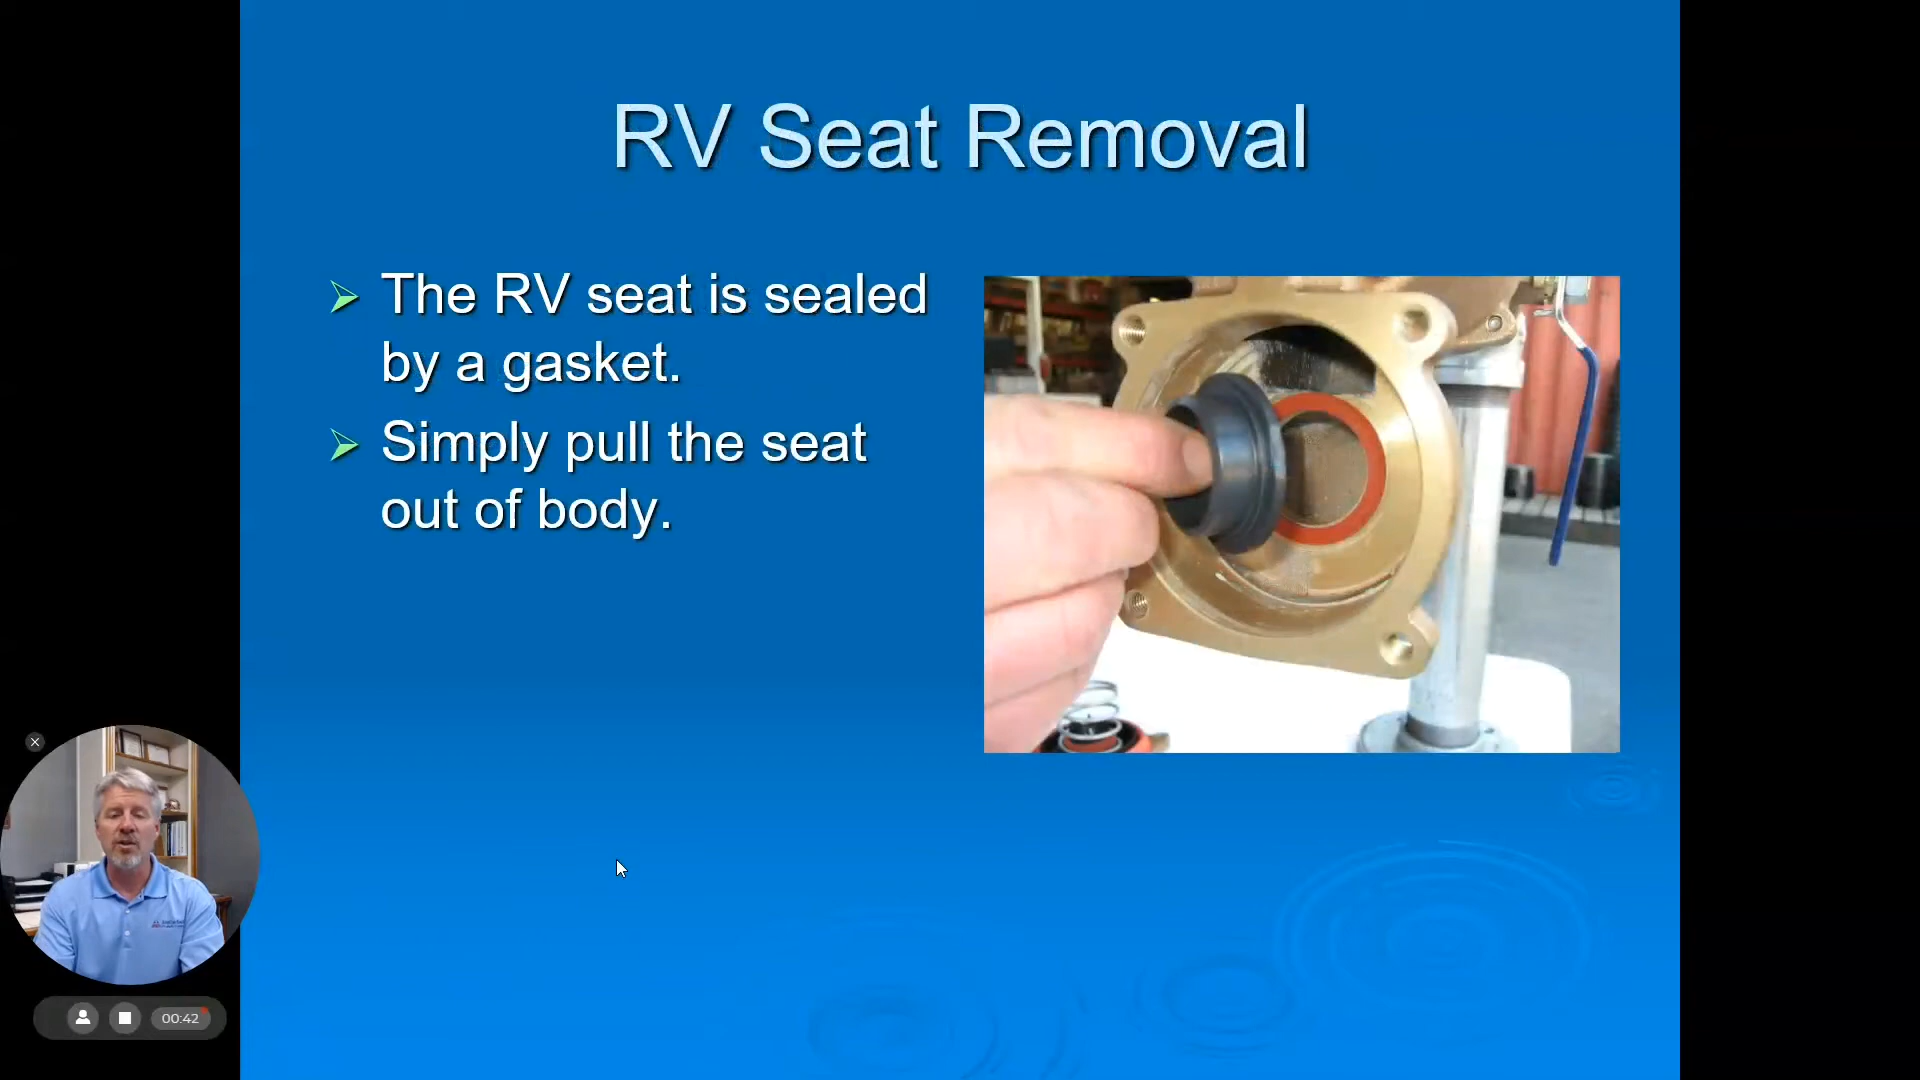 RV Seat Removal
The RV seat is sealed
by a gasket.
Simply pull the seat
out of body.
00:42